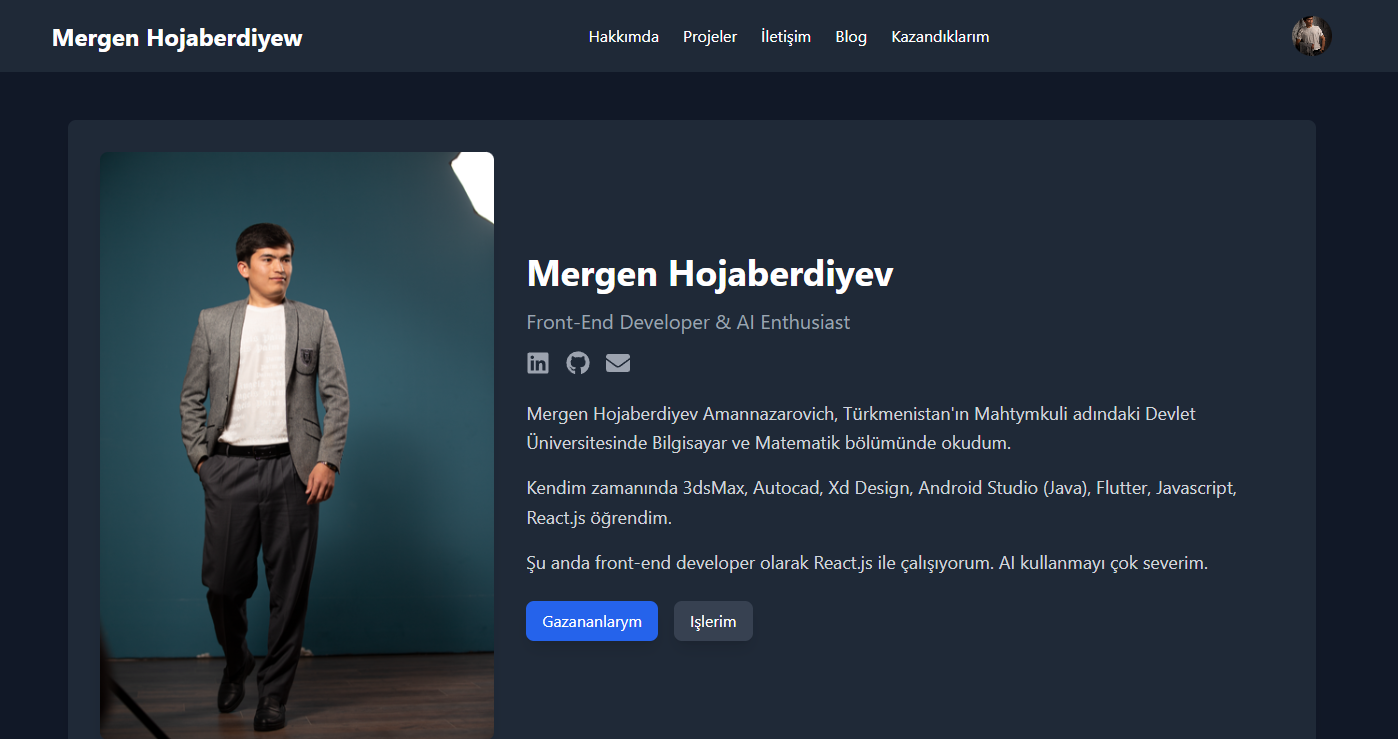 Mergen Hojaberdiyew
Hakkımda
Projeler
İletişim
Blog
Kazandıklarım
Mergen Hojaberdiyev
Front-End Developer & AI Enthusiast
in
Mergen Hojaberdiyev Amannazarovich, Türkmenistan'ın Mahtymkuli adındaki Devlet
Üniversitesinde Bilgisayar ve Matematik bölümünde okudum.
Kendim zamanında 3dsMax, Autocad, Xd Design, Android Studio (Java), Flutter, Javascript,
React.js öğrendim.
Şu anda front-end developer olarak React.js ile çalışıyorum. AI kullanmayı çok severim.
Gazananlarym
Işlerim